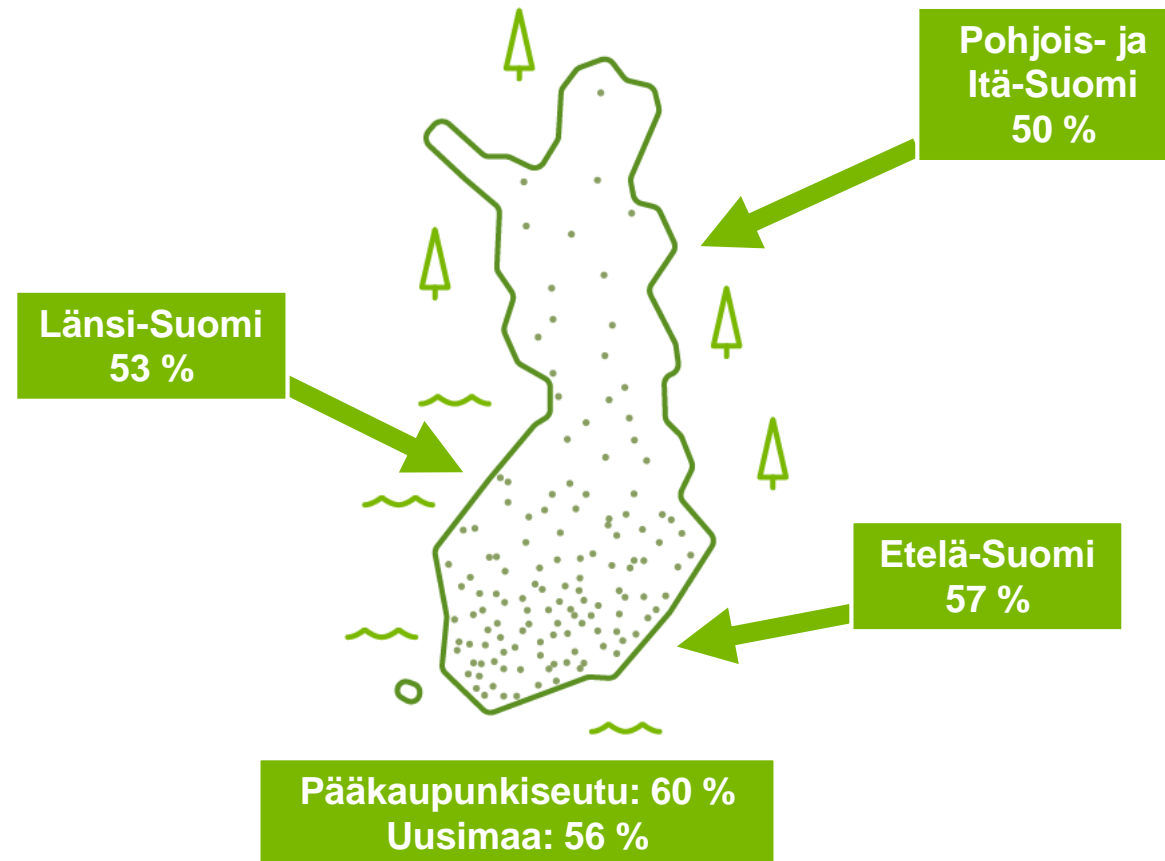 Pohjois- ja
Itä-Suomi
50 %
Länsi-Suomi
53 %
Etelä-Suomi
57 %
Pääkaupunkiseutu: 60 %
Uusimaa: 56 %